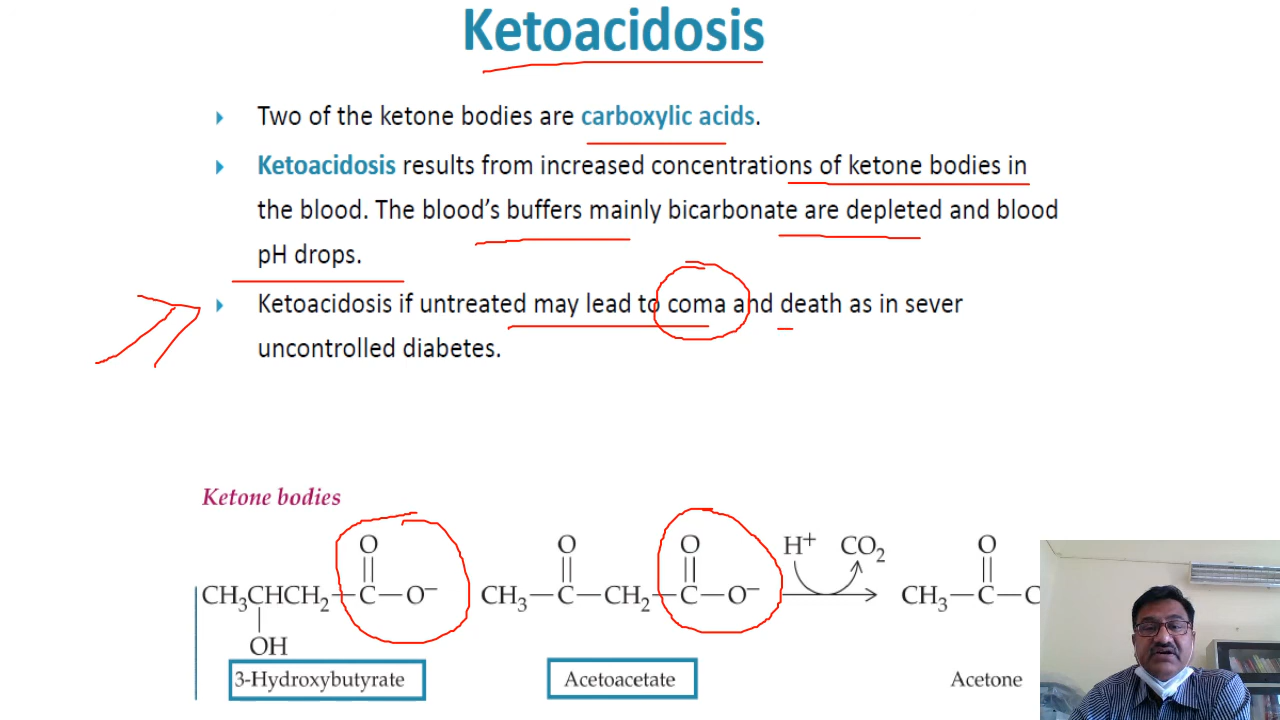 Ketoacidosis
Two of the ketone bodies are carboxylic acids.
Ketoacidosis results from increased concentrations of ketone bodies in
the blood. The blood's buffers mainly bicarbonate are depleted and blood
pH drops.
Ketoacidosis if untreated may lead to coma and death as in sever
uncontrolled diabetes.
Ketone bodies
O O O H⁺ CO₂ O
CH₃CHCH₂—C—O⁻ CH₃—C—CH₂—C—O⁻ CH₃—C—C
OH
3-Hydroxybutyrate Acetoacetate Acetone